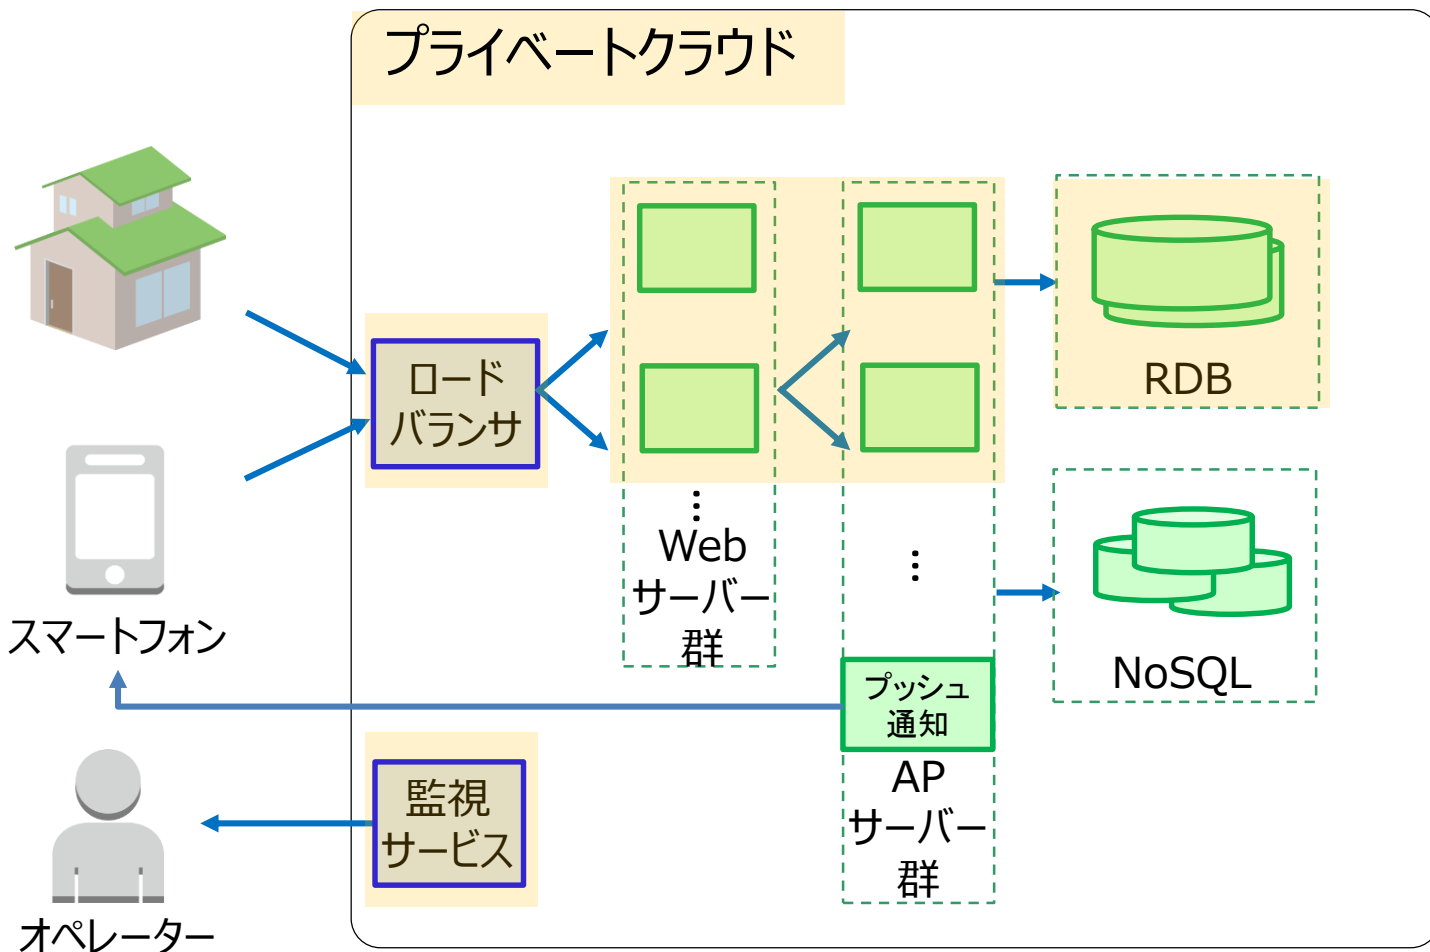 プライベートクラウド
ロード
バランサ
RDB
⋮
Web
サーバー
群
⋮
スマートフォン
NoSQL
プッシュ
通知
AP
サーバー
群
監視
サービス
オペレーター